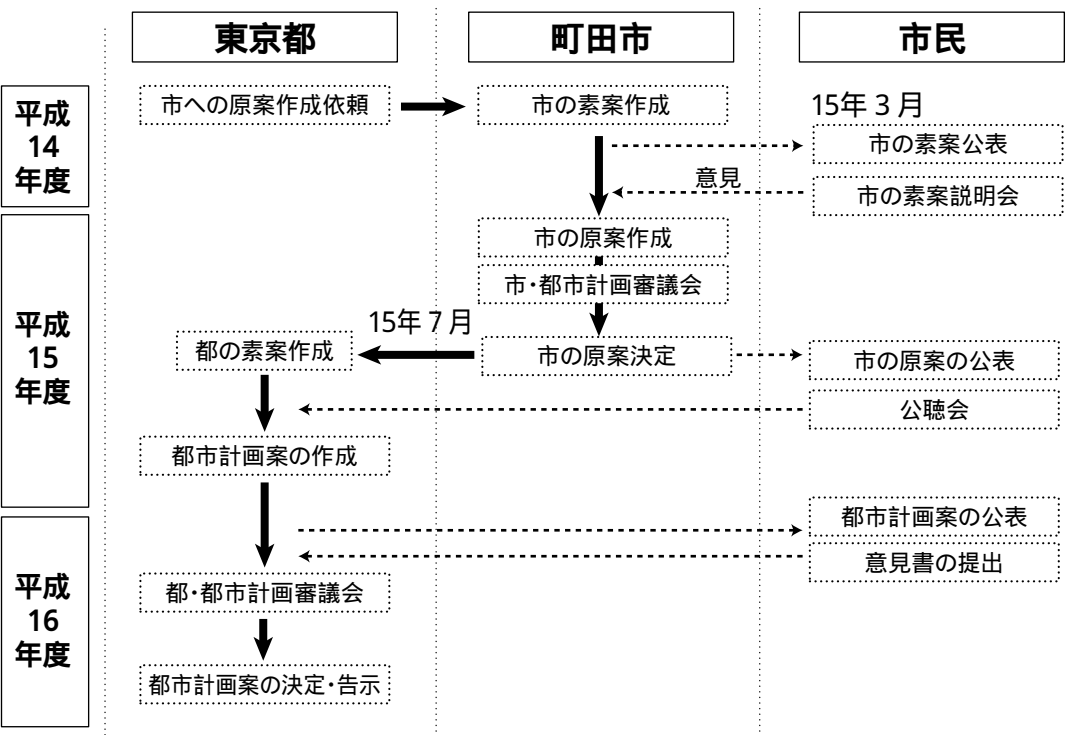 東京都
町田市
市民
平成
14
年度
市への原案作成依頼
市の素案作成
15年3月
市の素案公表
意見
市の素案説明会
平成
15
年度
市の原案作成
市・都市計画審議会
15年7月
都の素案作成
市の原案決定
市の原案の公表
公聴会
都市計画案の作成
平成
16
年度
都市計画案の公表
意見書の提出
都・都市計画審議会
都市計画案の決定・告示